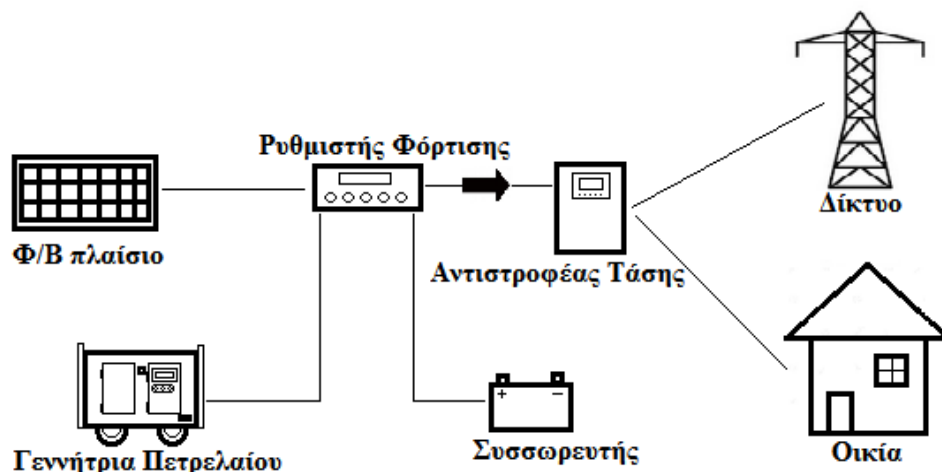 Ρυθμιστής Φόρτισης
Δίκτυο
Φ/Β πλαίσιο
Αντιστροφέας Τάσης
+ −
Γεννήτρια Πετρελαίου
Συσσωρευτής
Οικία